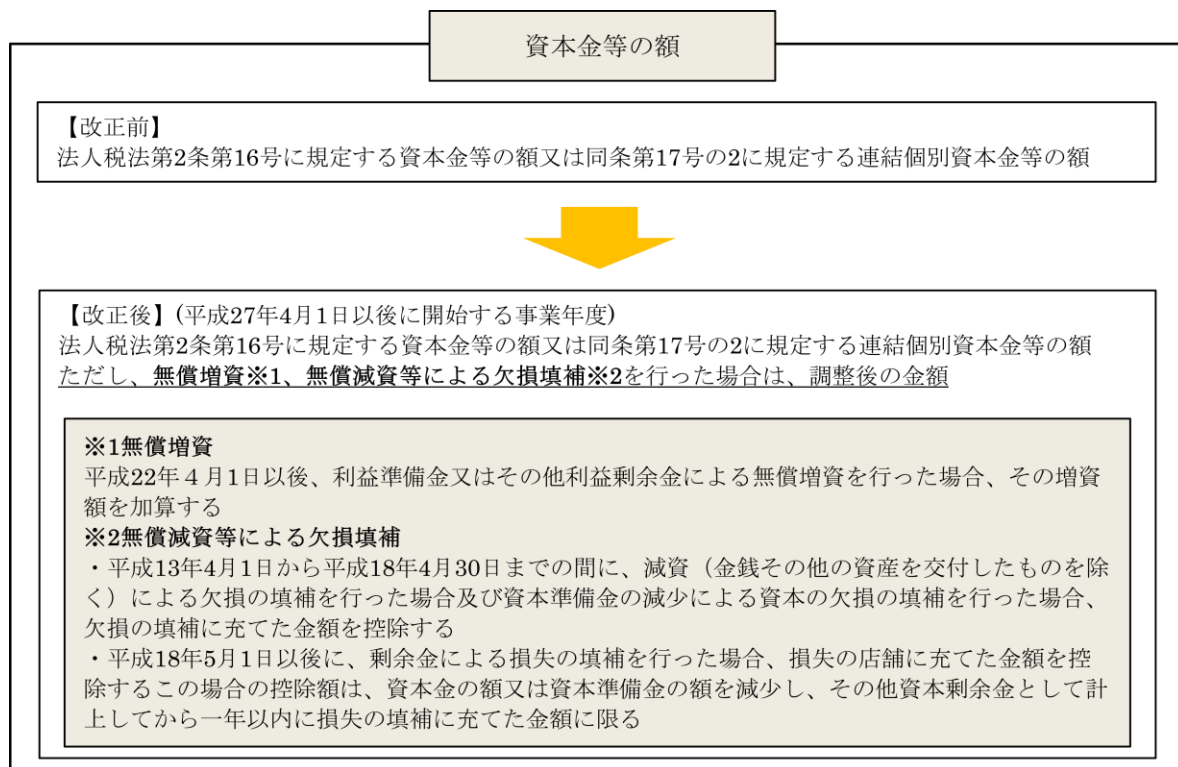 資本金等の額
【改正前】
法人税法第2条第16号に規定する資本金等の額又は同条第17号の2に規定する連結個別資本金等の額
【改正後】(平成27年4月1日以後に開始する事業年度)
法人税法第2条第16号に規定する資本金等の額又は同条第17号の2に規定する連結個別資本金等の額
ただし、無償増資※1、無償減資等による欠損填補※2を行った場合は、調整後の金額
※1無償増資
平成22年４月1日以後、利益準備金又はその他利益剰余金による無償増資を行った場合、その増資
額を加算する
※2無償減資等による欠損填補
・平成13年4月1日から平成18年4月30日までの間に、減資（金銭その他の資産を交付したものを除
く）による欠損の填補を行った場合及び資本準備金の減少による資本の欠損の填補を行った場合、
欠損の填補に充てた金額を控除する
・平成18年5月1日以後に、剰余金による損失の填補を行った場合、損失の店舗に充てた金額を控
除するこの場合の控除額は、資本金の額又は資本準備金の額を減少し、その他資本剰余金として計
上してから一年以内に損失の填補に充てた金額に限る